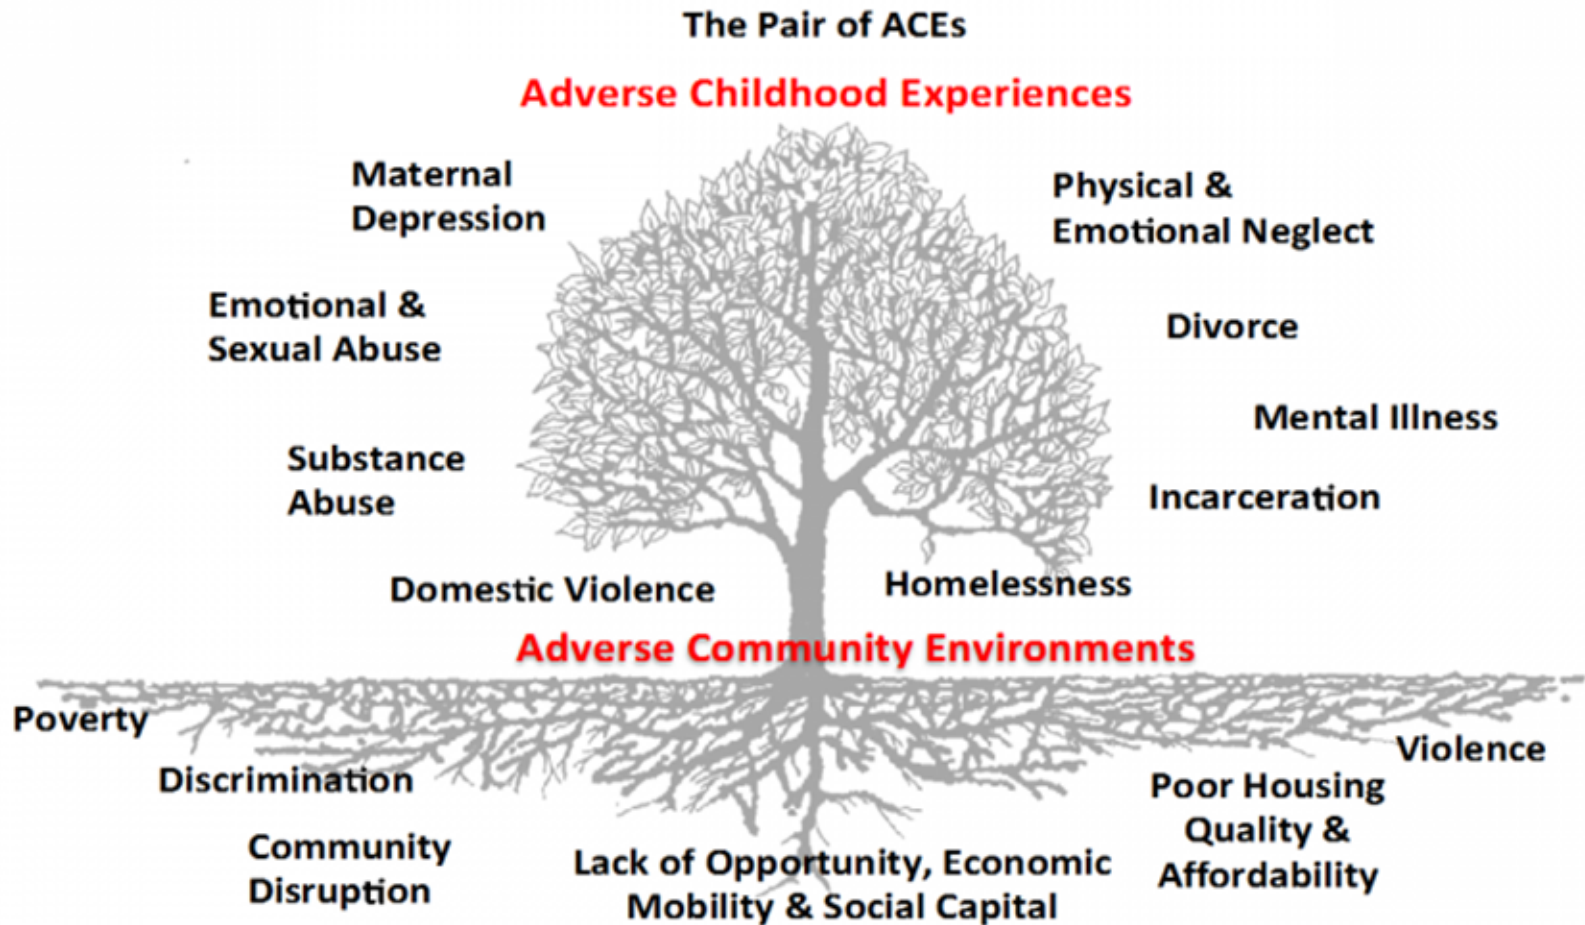 The Pair of ACEs
Adverse Childhood Experiences
Maternal
Depression
Physical &
Emotional Neglect
Emotional &
Sexual Abuse
Divorce
Mental Illness
Substance
Abuse
Incarceration
Domestic Violence
Homelessness
Adverse Community Environments
Poverty
Violence
Discrimination
Poor Housing
Quality &
Affordability
Community
Disruption
Lack of Opportunity, Economic
Mobility & Social Capital